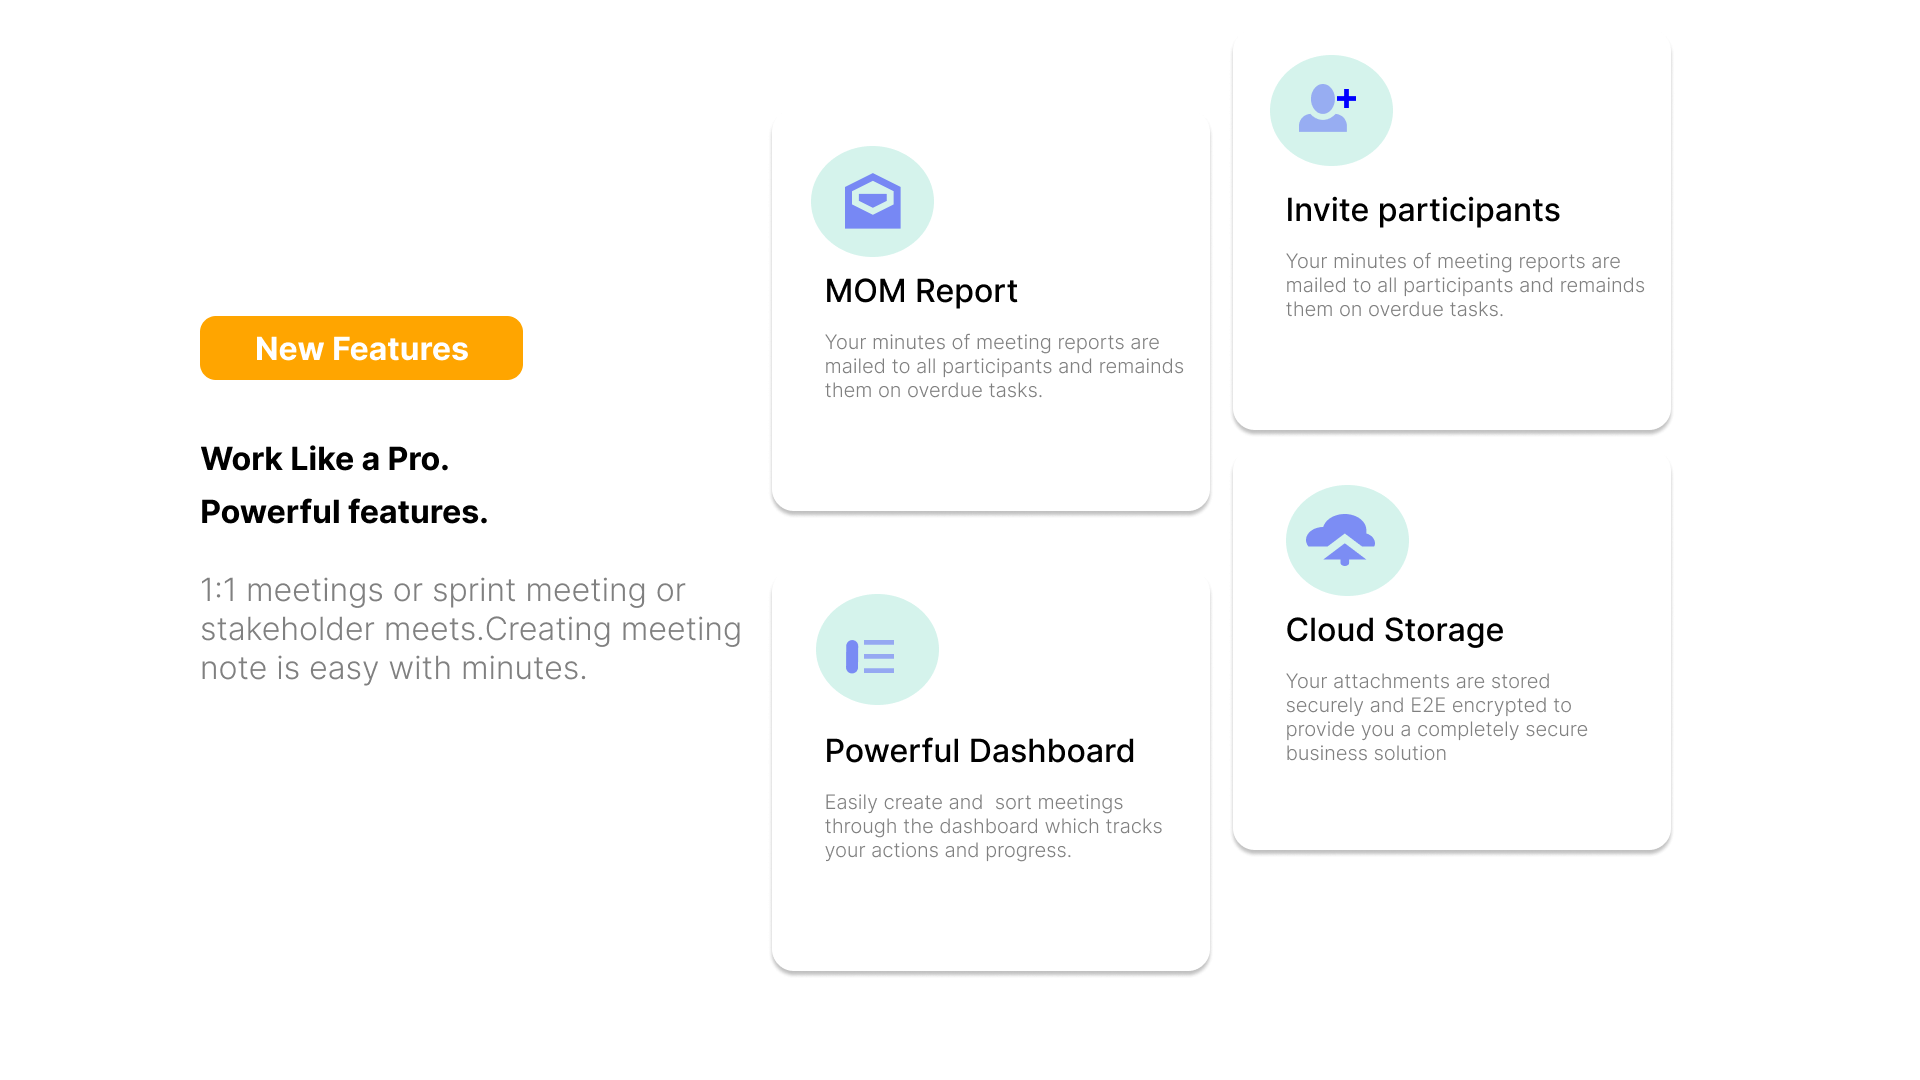 New Features
Work Like a Pro.
Powerful features.
1:1 meetings or sprint meeting or
stakeholder meets.Creating meeting
note is easy with minutes.
MOM Report
Your minutes of meeting reports are
mailed to all participants and remainds
them on overdue tasks.
Invite participants
Your minutes of meeting reports are
mailed to all participants and remainds
them on overdue tasks.
Powerful Dashboard
Easily create and  sort meetings
through the dashboard which tracks
your actions and progress.
Cloud Storage
Your attachments are stored
securely and E2E encrypted to
provide you a completely secure
business solution